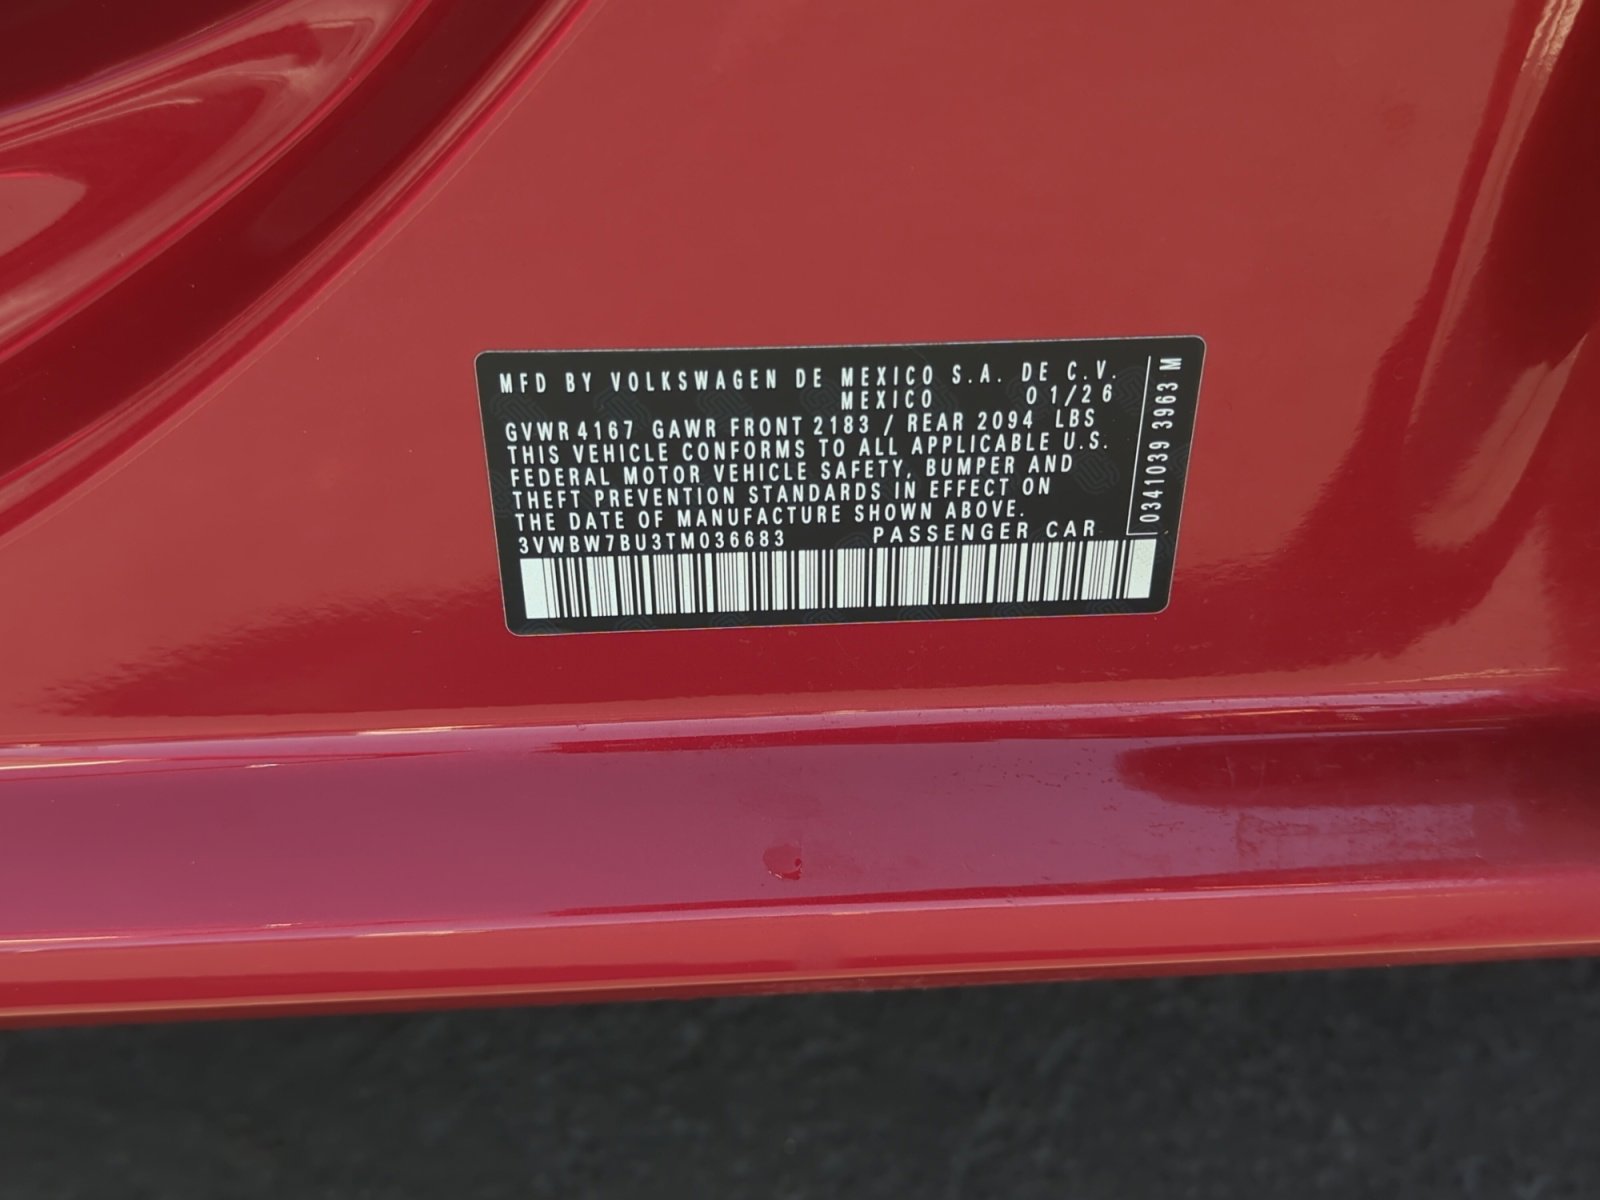 MFD BY VOLKSWAGEN DE MEXICO S.A. DE C.V.
MEXICO 01/26
GVWR 4167 GAWR FRONT 2183 / REAR 2094 LBS
THIS VEHICLE CONFORMS TO ALL APPLICABLE U.S.
FEDERAL MOTOR VEHICLE SAFETY, BUMPER AND
THEFT PREVENTION STANDARDS IN EFFECT ON
THE DATE OF MANUFACTURE SHOWN ABOVE.
3VWBW7BU3TM036683 PASSENGER CAR
0341039 3963 M